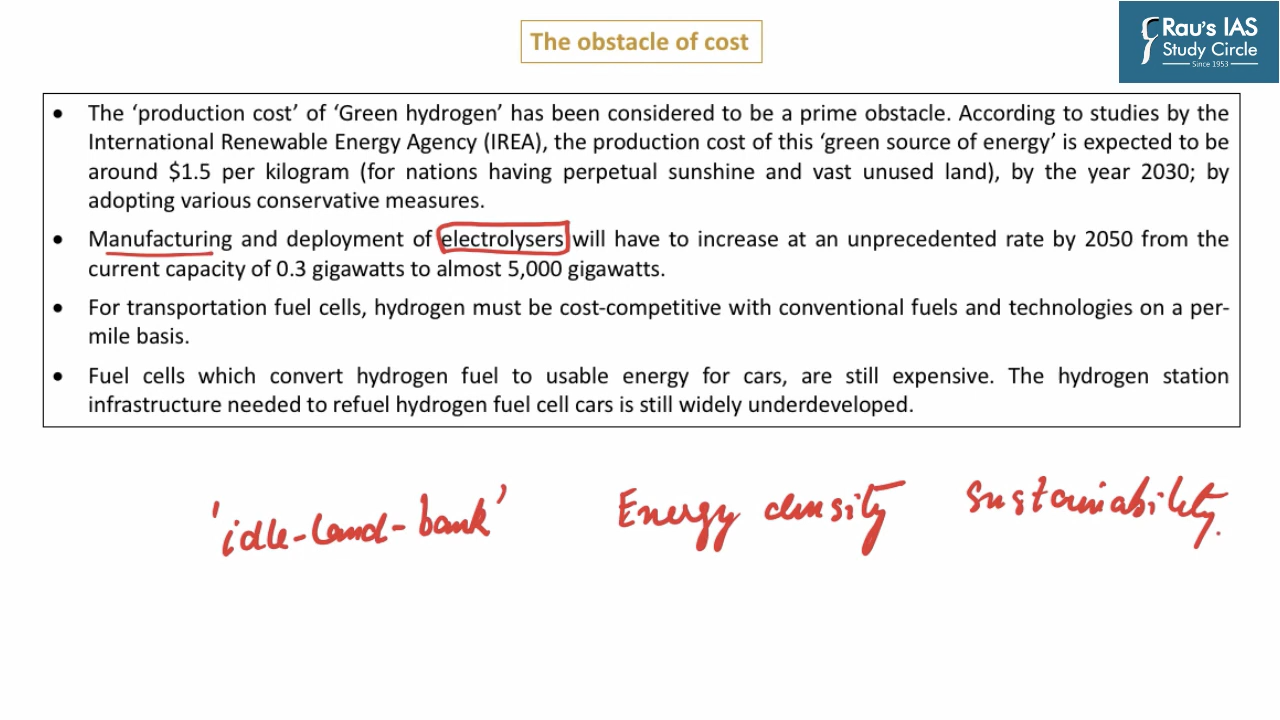 The obstacle of cost
Rau's IAS
Study Circle
Since 1953
• The ‘production cost’ of ‘Green hydrogen’ has been considered to be a prime obstacle. According to studies by the
International Renewable Energy Agency (IREA), the production cost of this ‘green source of energy’ is expected to be
around $1.5 per kilogram (for nations having perpetual sunshine and vast unused land), by the year 2030; by
adopting various conservative measures.
• Manufacturing and deployment of electrolysers will have to increase at an unprecedented rate by 2050 from the
current capacity of 0.3 gigawatts to almost 5,000 gigawatts.
• For transportation fuel cells, hydrogen must be cost-competitive with conventional fuels and technologies on a per-
mile basis.
• Fuel cells which convert hydrogen fuel to usable energy for cars, are still expensive. The hydrogen station
infrastructure needed to refuel hydrogen fuel cell cars is still widely underdeveloped.
'idle-land-bank' Energy density sustainability.